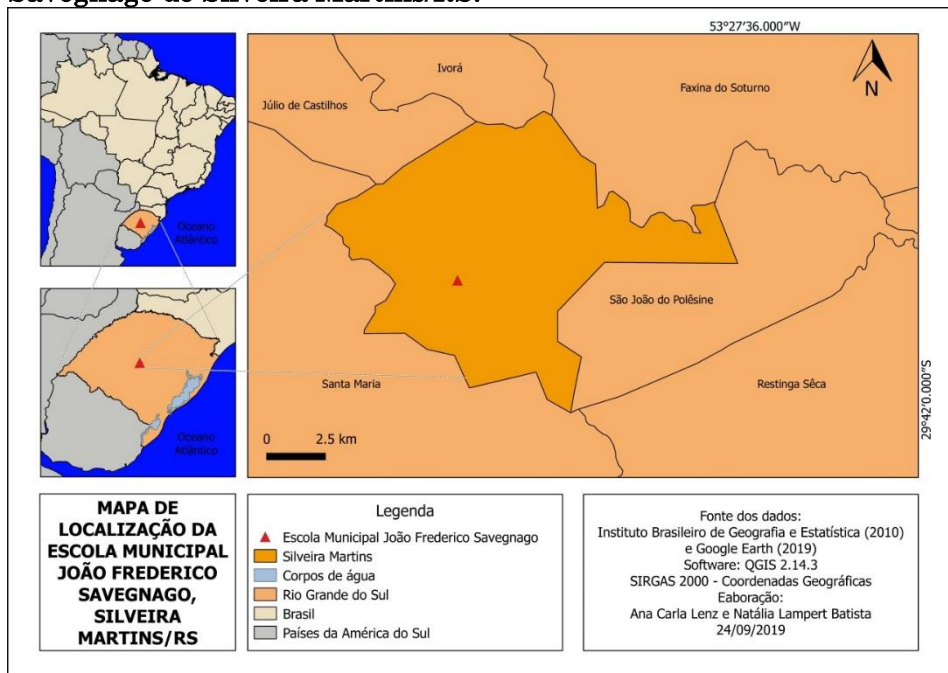 Savegnago de Silveira Martins/RS.
53°27'36.000"W
N
Ivorá
Júlio de Castilhos
Faxina do Soturno
Oceano
Atlântico
São João do Polêsine
Santa Maria
Restinga Sêca
29°42'0.000"S
0 2.5 km
Oceano
Atlântico
MAPA DE
LOCALIZAÇÃO DA
ESCOLA MUNICIPAL
JOÃO FREDERICO
SAVEGNAGO,
SILVEIRA
MARTINS/RS
Legenda
Escola Municipal João Frederico Savegnago
Silveira Martins
Corpos de água
Rio Grande do Sul
Brasil
Países da América do Sul
Fonte dos dados:
Instituto Brasileiro de Geografia e Estatística (2010)
e Google Earth (2019)
Software: QGIS 2.14.3
SIRGAS 2000 - Coordenadas Geográficas
Eaboração:
Ana Carla Lenz e Natália Lampert Batista
24/09/2019